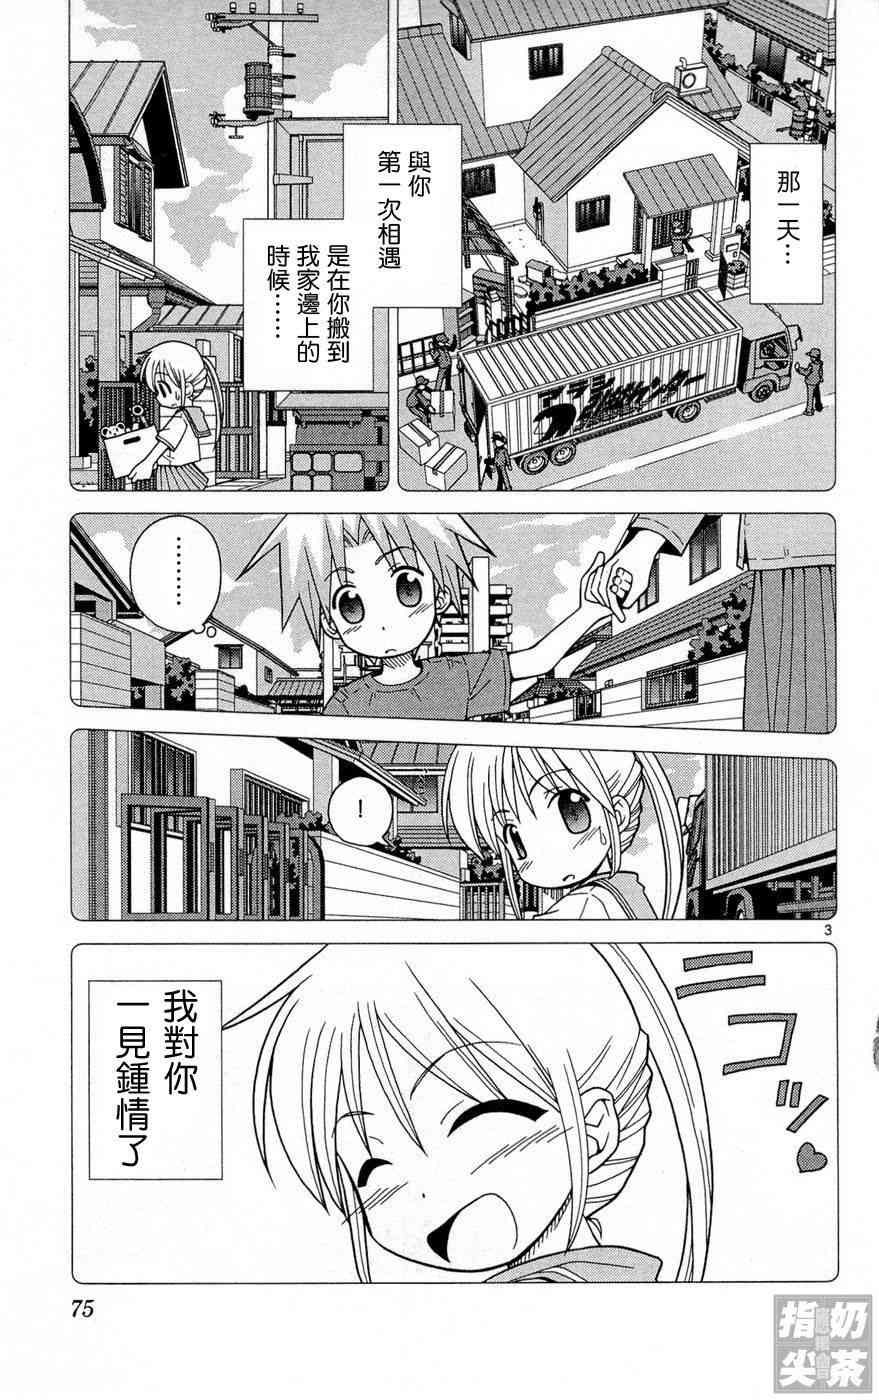 那一天…
與你
第一次相遇
是在你搬到
我家邊上的
時候……
………
！
3
ニコッ♥
我對你
一見鍾情了
75
指奶
尖茶